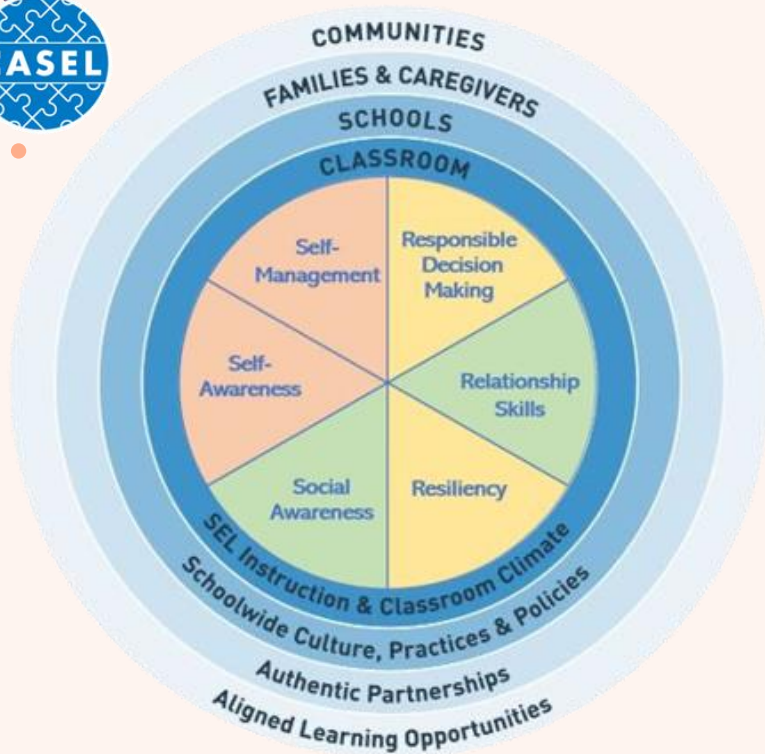 EASEL
COMMUNITIES
FAMILIES & CAREGIVERS
SCHOOLS
CLASSROOM
Self-
Management
Responsible
Decision
Making
Self-
Awareness
Relationship
Skills
Social
Awareness
Resiliency
SEL Instruction & Classroom Climate
Schoolwide Culture, Practices & Policies
Authentic Partnerships
Aligned Learning Opportunities